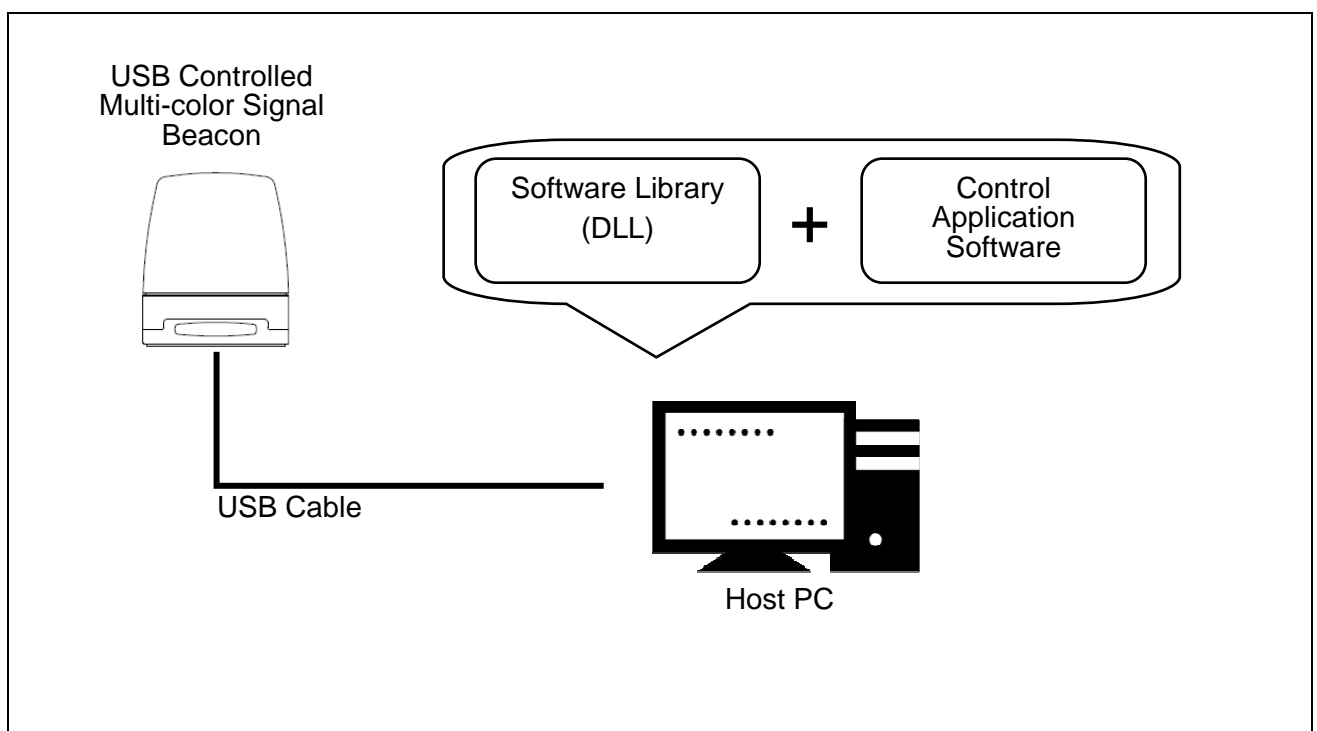 USB Controlled
Multi-color Signal
Beacon
Software Library
(DLL)
+
Control
Application
Software
USB Cable
Host PC